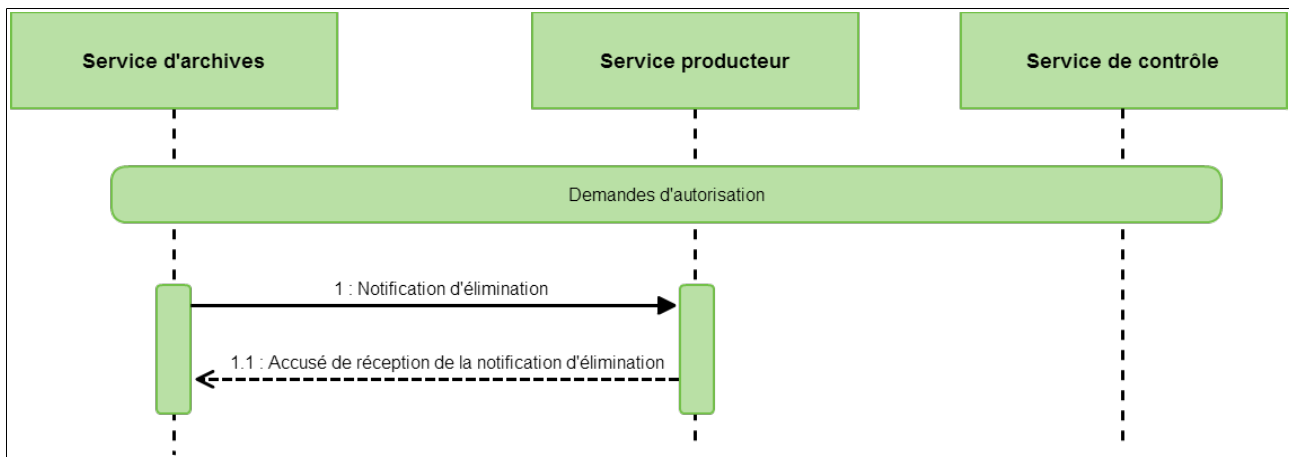 Service d'archives
Service producteur
Service de contrôle
Demandes d'autorisation
1 : Notification d'élimination
1.1 : Accusé de réception de la notification d'élimination